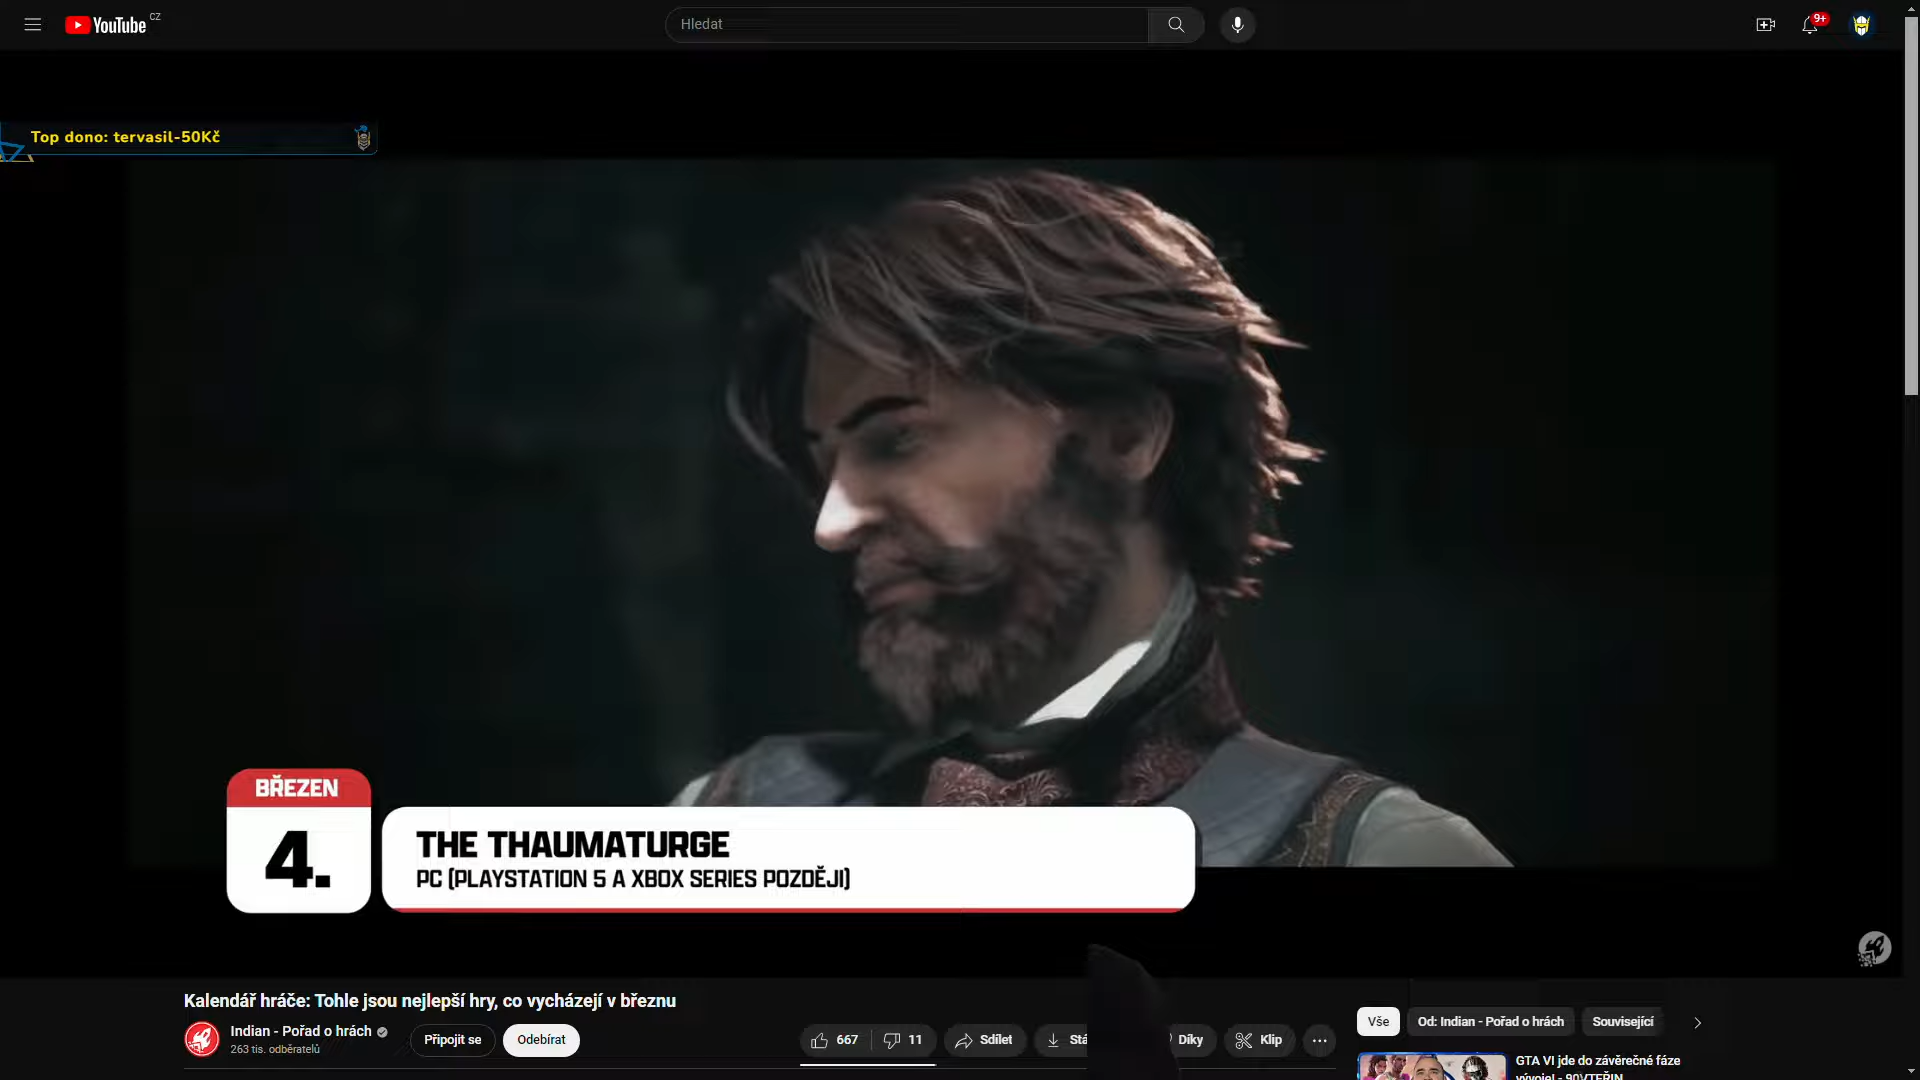 YouTube CZ
Hledat
9+
Top dono: tervasil-50Kč
BŘEZEN
4.
THE THAUMATURGE
PC (PLAYSTATION 5 A XBOX SERIES POZDĚJI)
Kalendář hráče: Tohle jsou nejlepší hry, co vycházejí v březnu
Indian - Pořad o hrách
263 tis. odběratelů
Připojit se
Odebírat
667
11
Sdílet
Díky
Klip
Vše
Od: Indian - Pořad o hrách
Související
GTA VI jde do závěrečné fáze
vývoje! - 90VTEŘIN